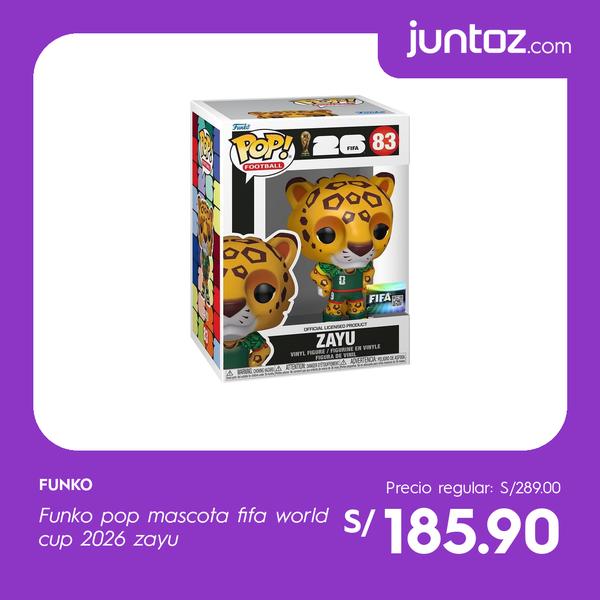 juntoz.com
Funko
POP!
FOOTBALL
26
FIFA
83
FIFA
OFFICIAL LICENSED PRODUCT
ZAYU
VINYL FIGURE / FIGURINE EN VINYLE
FIGURA DE VINIL
FUNKO
Precio regular: S/289.00
Funko pop mascota fifa world
cup 2026 zayu
S/185.90